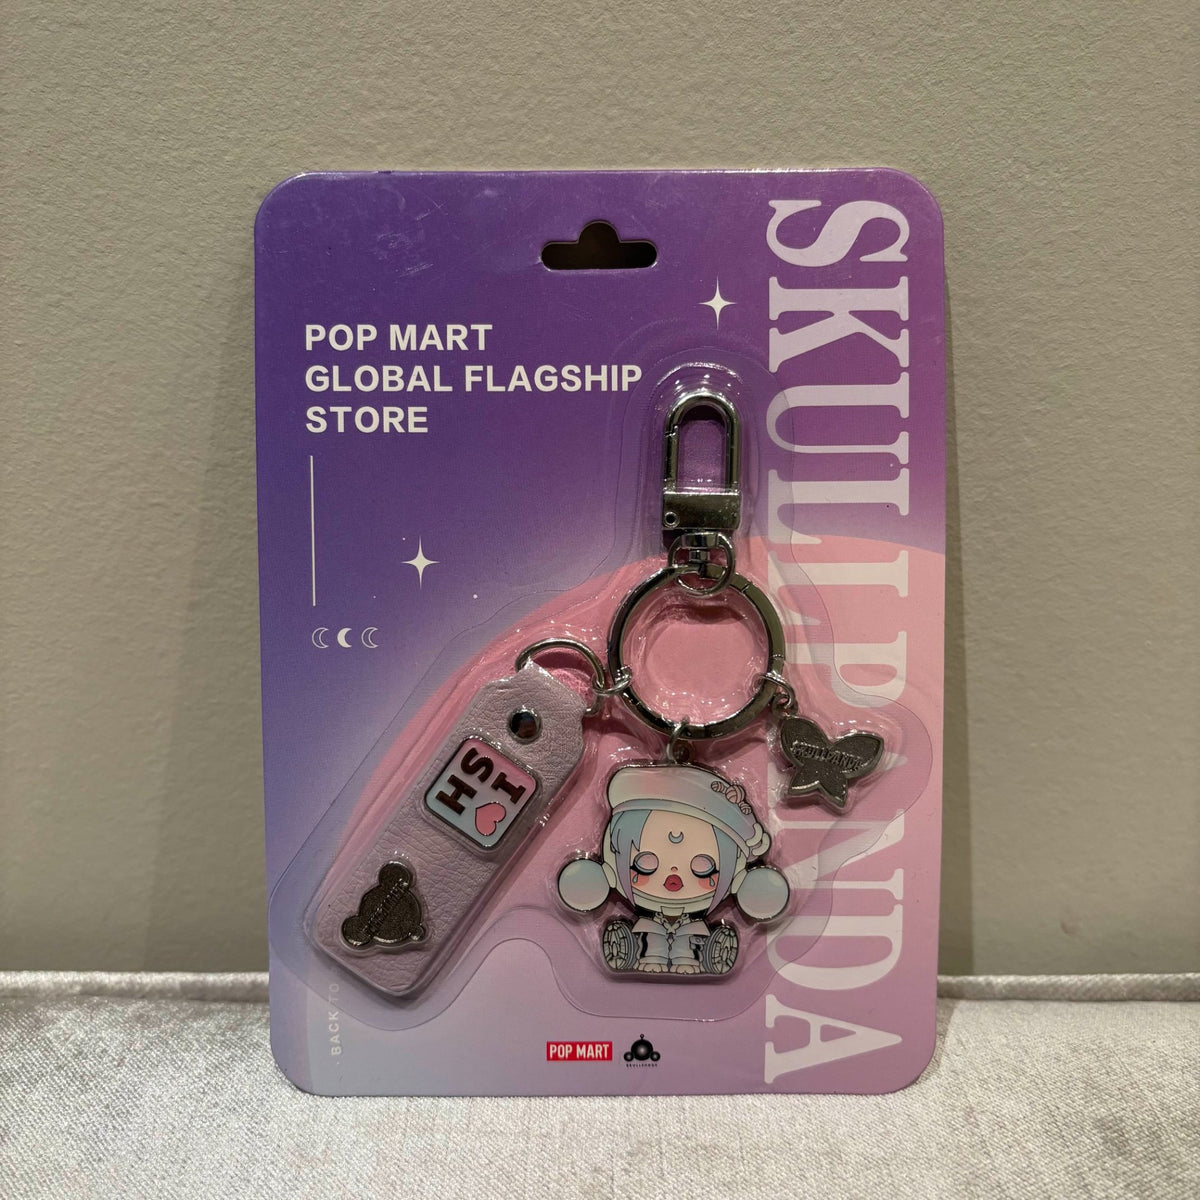 POP MART
GLOBAL FLAGSHIP
STORE
SKULLPANDA
I ♥
SH
SKULLPANDA
BACK TO
POP MART
SKULLPANDA